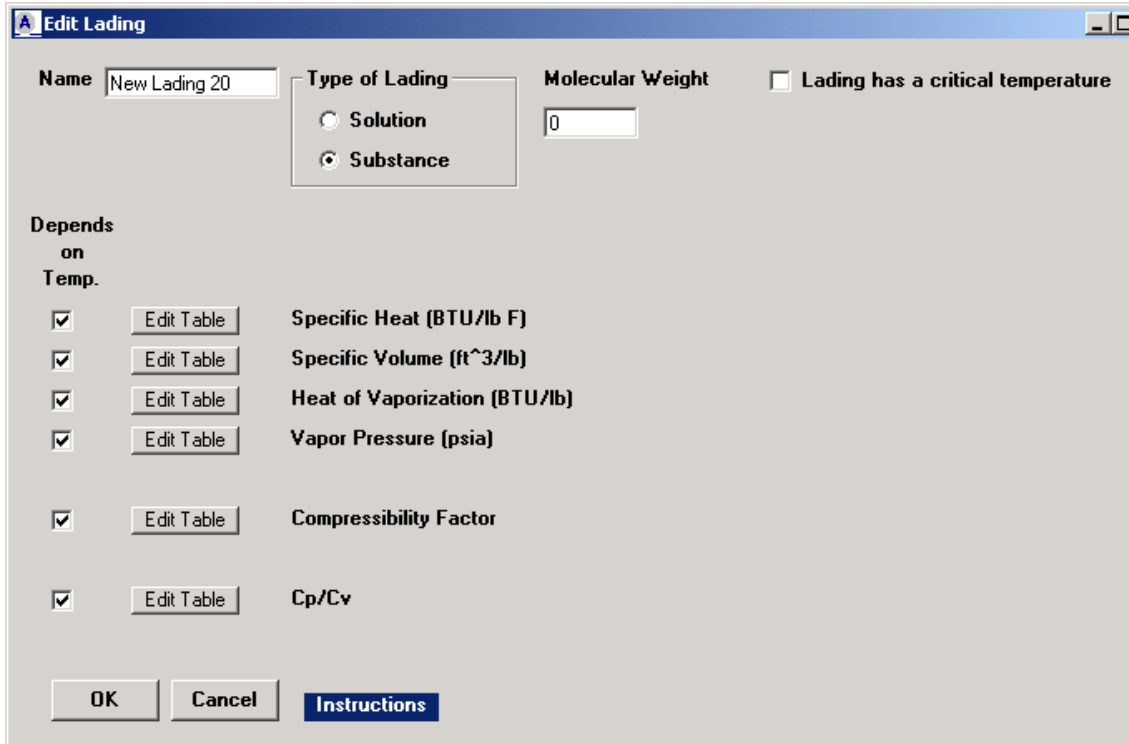 A Edit Lading
Name New Lading 20 Type of Lading Molecular Weight Lading has a critical temperature
Solution 0
Substance
Depends
on
Temp.
Edit Table Specific Heat (BTU/lb F)
Edit Table Specific Volume (ft^3/lb)
Edit Table Heat of Vaporization (BTU/lb)
Edit Table Vapor Pressure (psia)
Edit Table Compressibility Factor
Edit Table Cp/Cv
OK Cancel Instructions